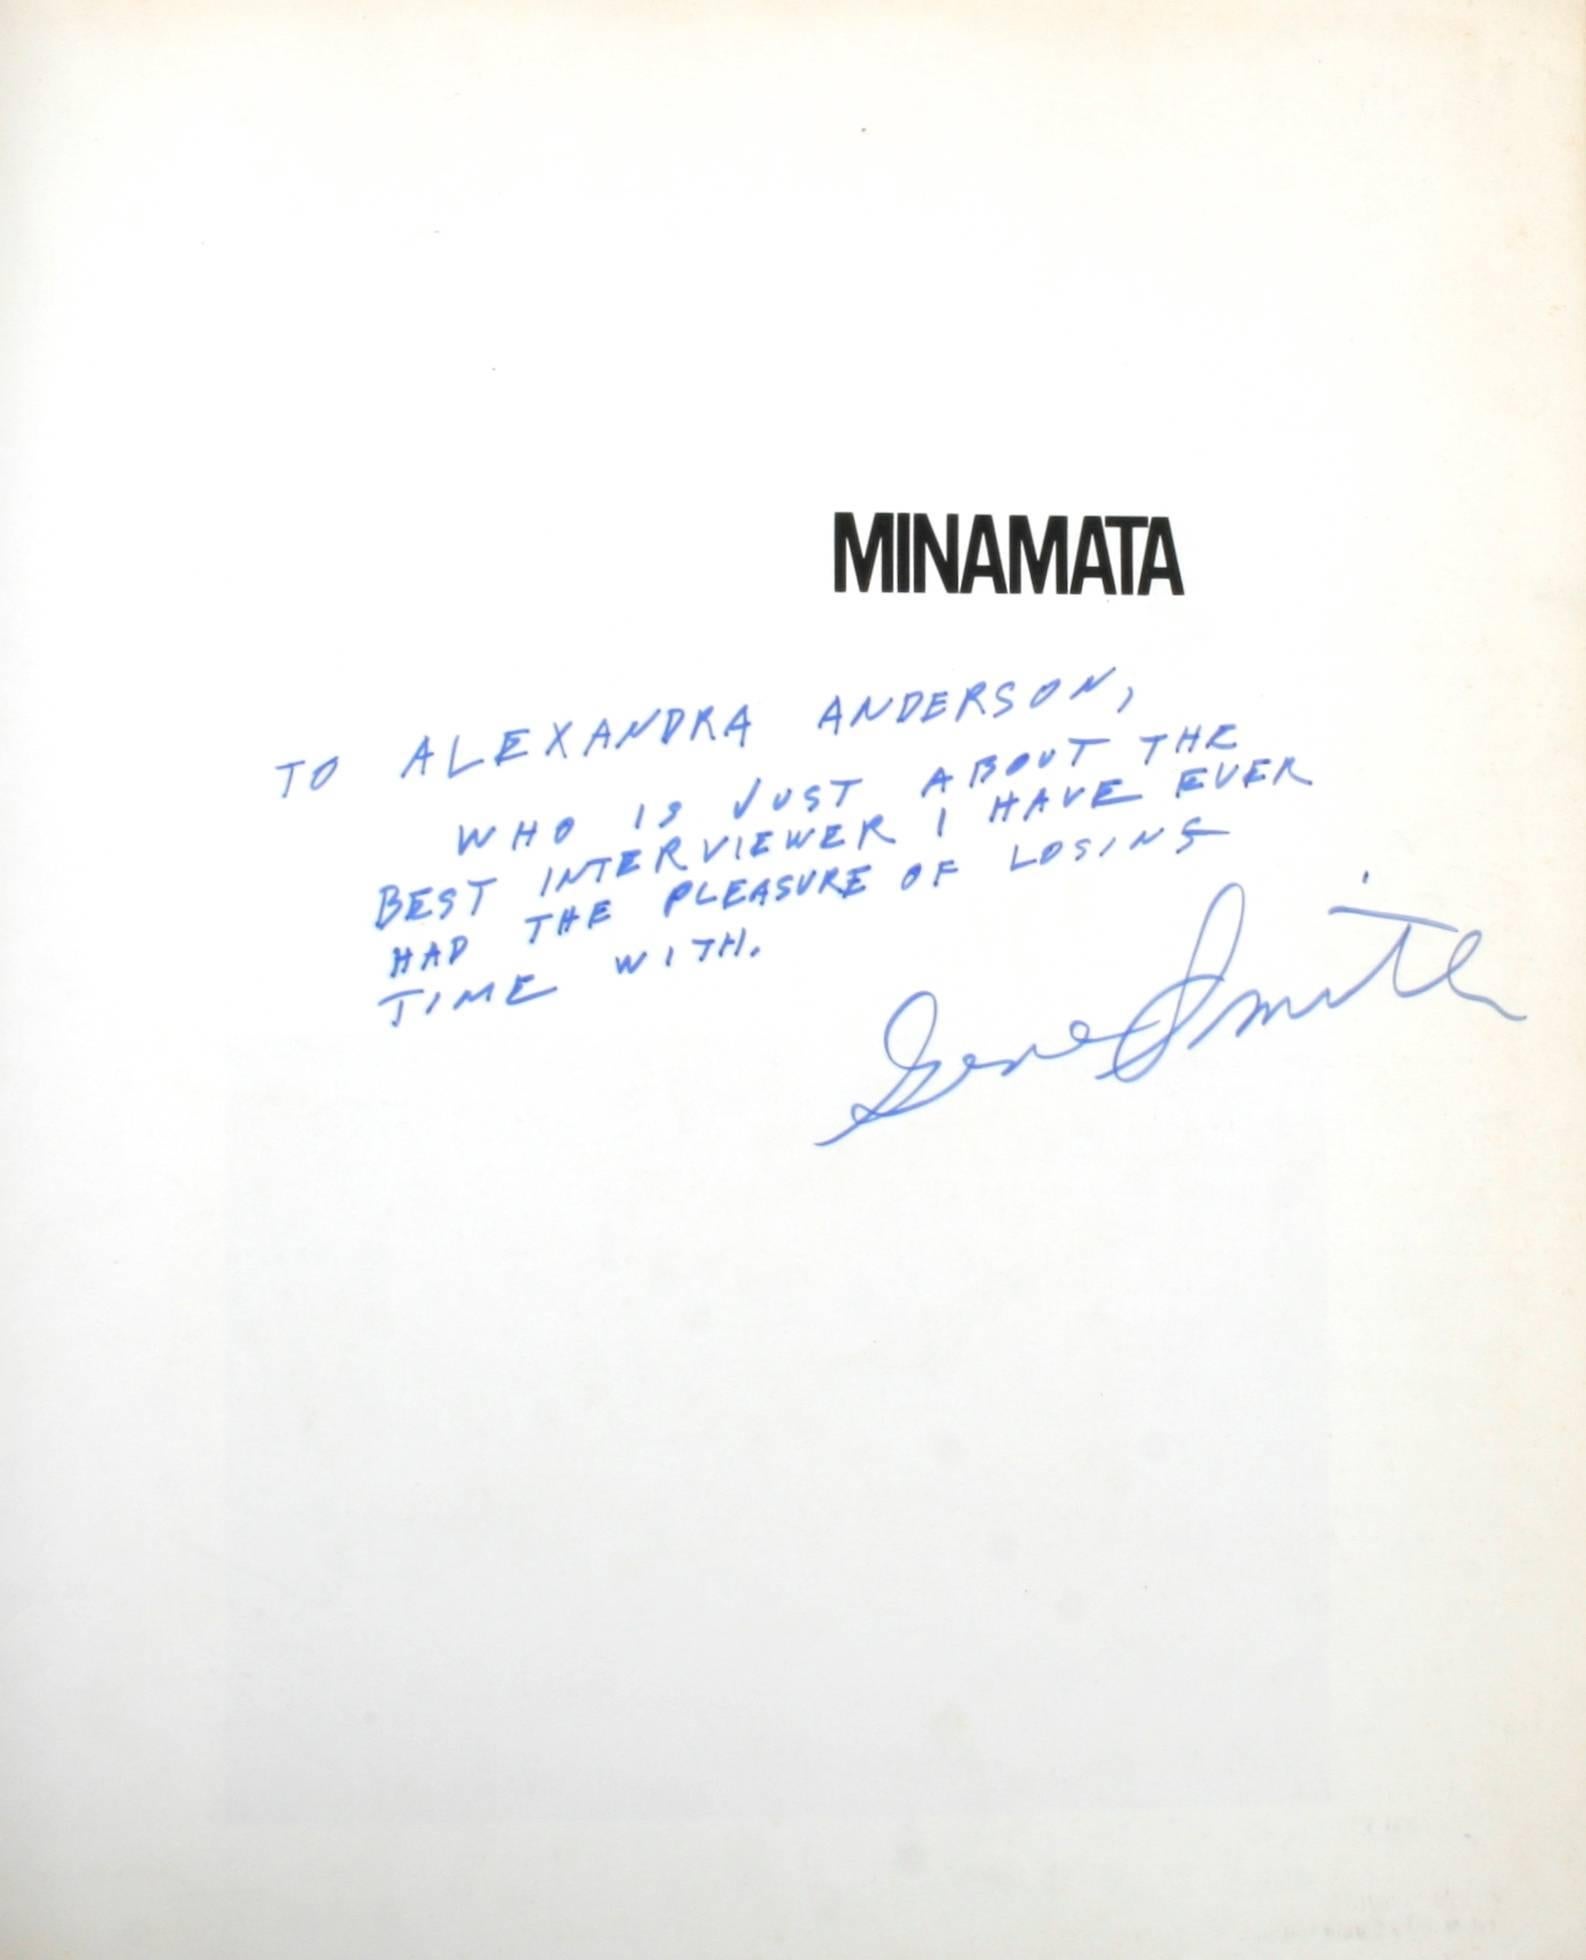 MINAMATA
TO ALEXANDRA ANDERSON,
WHO IS JUST ABOUT THE
BEST INTERVIEWER I HAVE EVER
HAD THE PLEASURE OF LOSING
TIME WITH.
Gene Smith